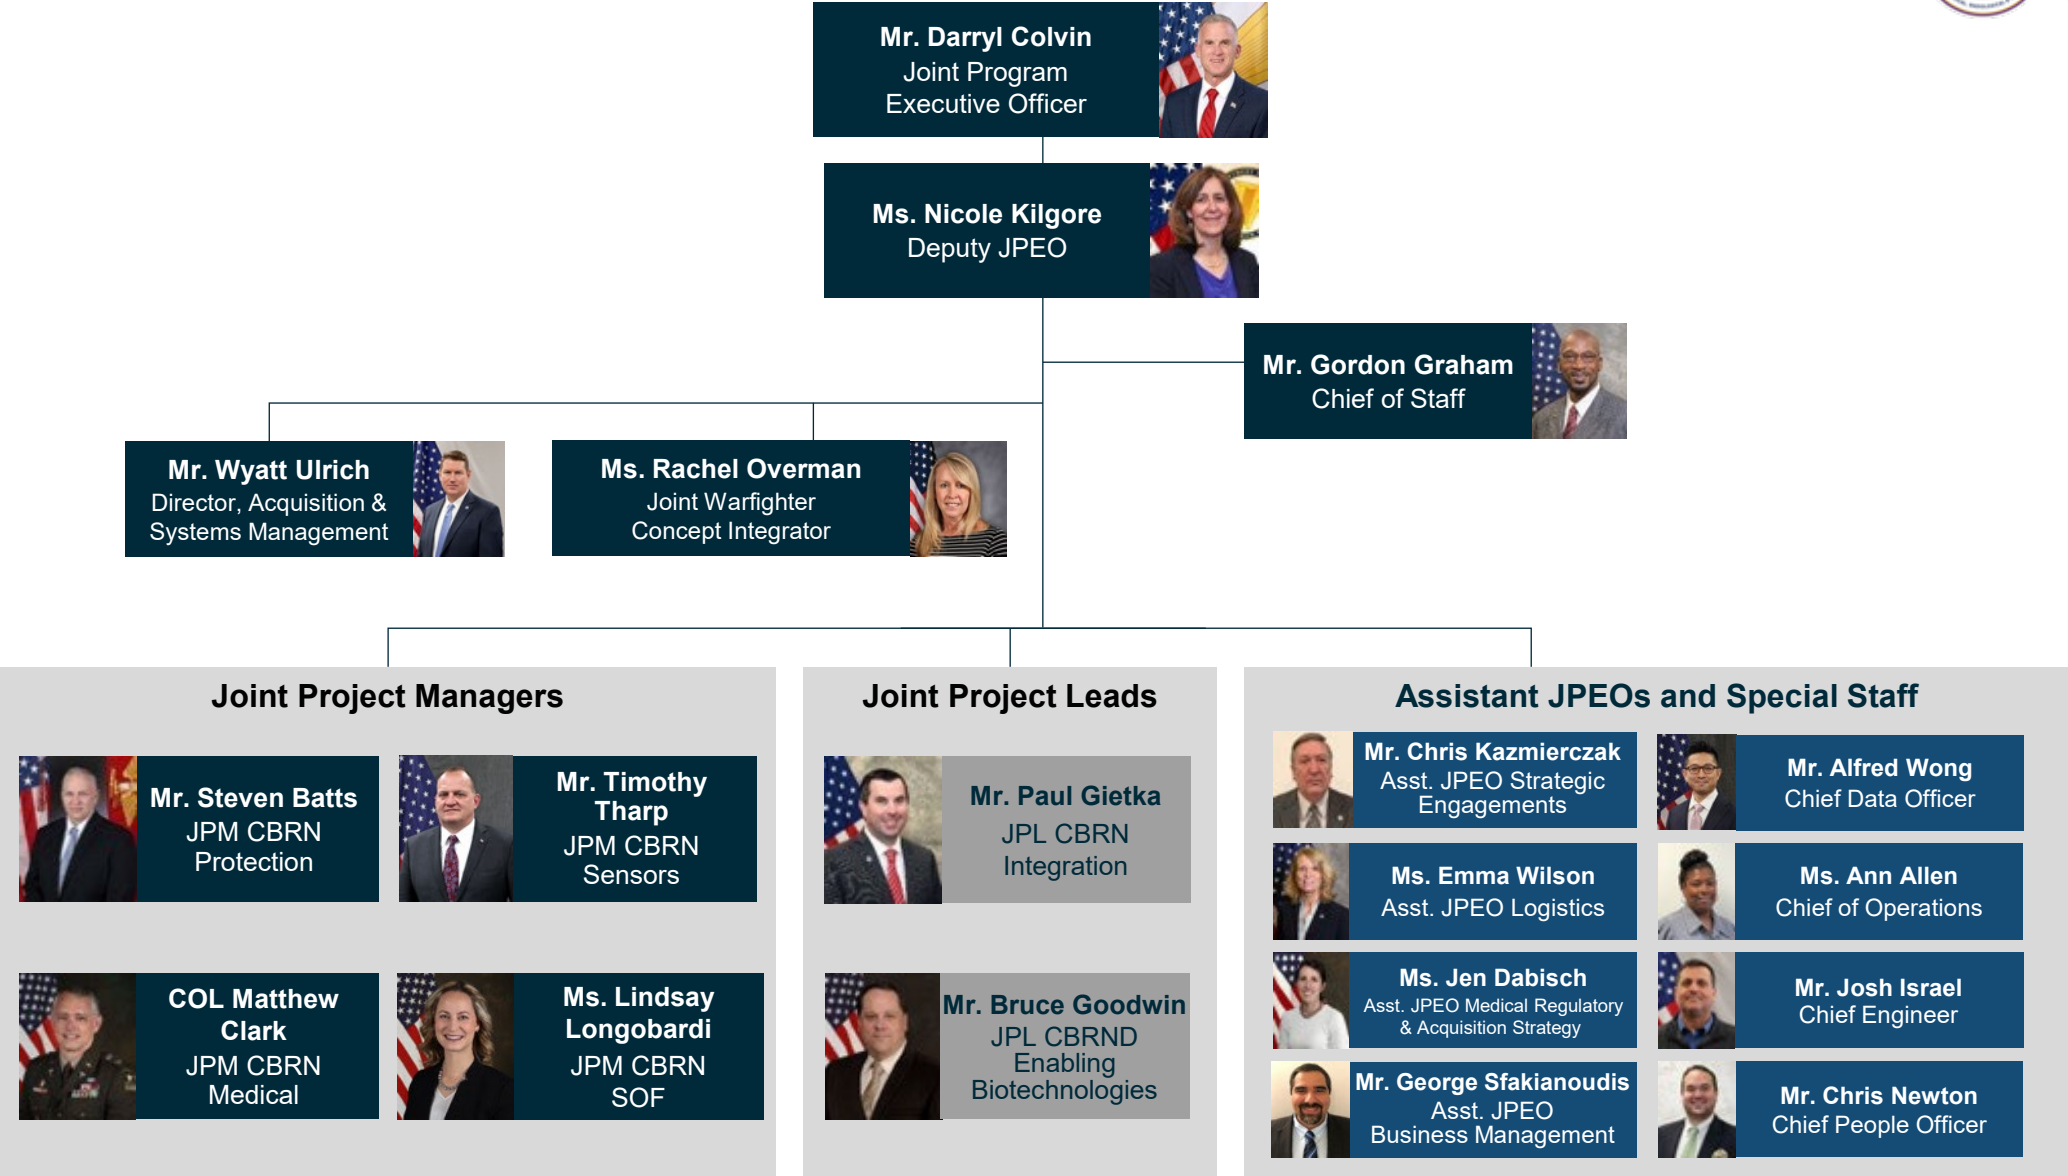 Mr. Darryl Colvin
Joint Program
Executive Officer
Ms. Nicole Kilgore
Deputy JPEO
Mr. Gordon Graham
Chief of Staff
Mr. Wyatt Ulrich
Director, Acquisition &
Systems Management
Ms. Rachel Overman
Joint Warfighter
Concept Integrator
Joint Project Managers
Mr. Steven Batts
JPM CBRN
Protection
Mr. Timothy
Tharp
JPM CBRN
Sensors
COL Matthew
Clark
JPM CBRN
Medical
Ms. Lindsay
Longobardi
JPM CBRN
SOF
Joint Project Leads
Mr. Paul Gietka
JPL CBRN
Integration
Mr. Bruce Goodwin
JPL CBRND
Enabling
Biotechnologies
Assistant JPEOs and Special Staff
Mr. Chris Kazmierczak
Asst. JPEO Strategic
Engagements
Mr. Alfred Wong
Chief Data Officer
Ms. Emma Wilson
Asst. JPEO Logistics
Ms. Ann Allen
Chief of Operations
Ms. Jen Dabisch
Asst. JPEO Medical Regulatory
& Acquisition Strategy
Mr. Josh Israel
Chief Engineer
Mr. George Sfakianoudis
Asst. JPEO
Business Management
Mr. Chris Newton
Chief People Officer